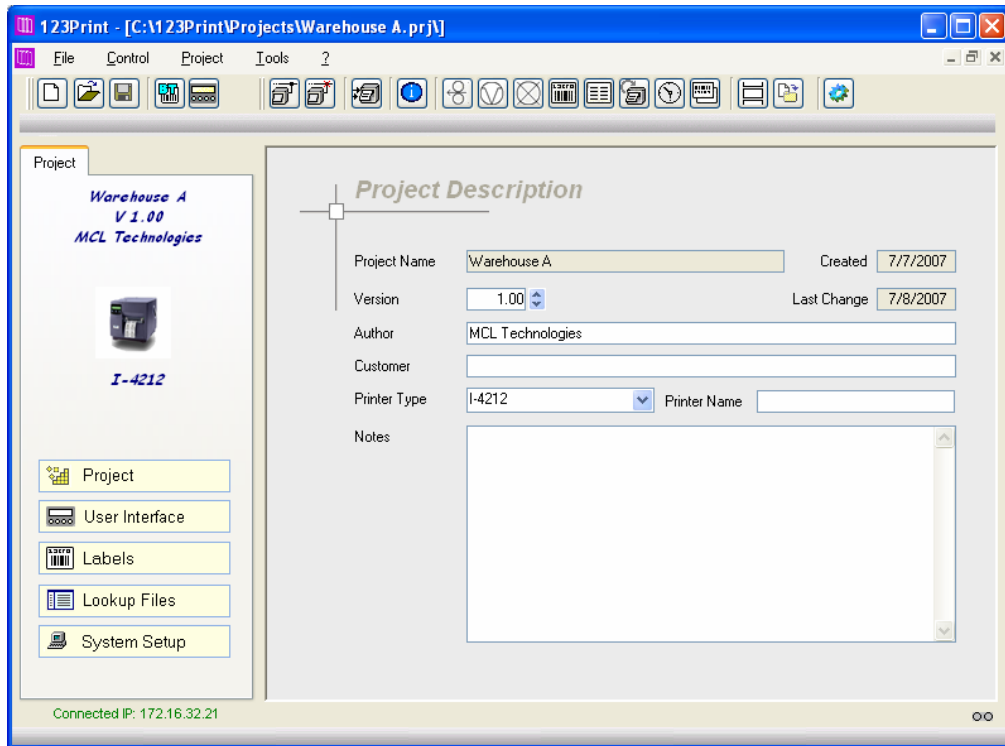 123Print - [C:\123Print\Projects\Warehouse A.prj\]
File Control Project Tools ?
Project
Warehouse A
V 1.00
MCL Technologies
I-4212
Project
User Interface
Labels
Lookup Files
System Setup
Project Description
Project Name Warehouse A Created 7/7/2007
Version 1.00 Last Change 7/8/2007
Author MCL Technologies
Customer
Printer Type I-4212 Printer Name
Notes
Connected IP: 172.16.32.21